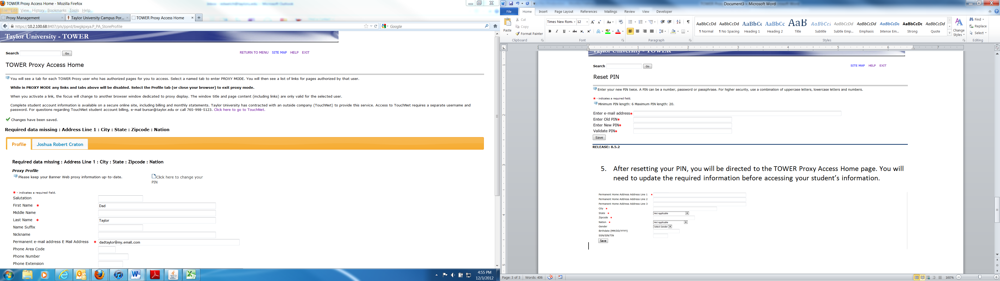 TOWER Proxy Access Home - Mozilla Firefox
File Edit View History Bookmarks Tools Help
Proxy Management
Taylor University Campus Por...
TOWER Proxy Access Home
https://10.2.100.68:8407/pls/pprd/bwgkpxya.P_PA_StoreProfile
Google
Taylor University - TOWER
Search Go
RETURN TO MENU SITE MAP HELP EXIT
TOWER Proxy Access Home
You will see a tab for each TOWER Proxy user who has authorized pages for you to access. Select a named tab to enter PROXY MODE. You will then see a list of links for pages authorized by that user.
While in PROXY MODE any links and tabs above will be disabled. Select the Profile tab (or close your browser) to exit proxy mode.
When you activate a link, the focus will change to another browser window dedicated to proxy display. The window title and page content (including links) are only valid for the selected user.
Complete student account information is available on a secure online site, including billing and monthly statements. Taylor University has contracted with an outside company (TouchNet) to provide this service. Access to TouchNet requires a separate username and
password. For questions regarding TouchNet student account billing, e-mail bursar@taylor.edu or call 765-998-5123. Click here to go to TouchNet.
Changes have been saved.
Required data missing : Address Line 1 : City : State : Zipcode : Nation
Profile
Joshua Robert Craton
Required data missing : Address Line 1 : City : State : Zipcode : Nation
Proxy Profile
Please keep your Banner Web proxy information up-to-date.
Click here to change your
PIN
* - indicates a required field.
Salutation
First Name * Dad
Middle Name
Last Name * Taylor
Name Suffix
Nickname
Permanent e-mail address E Mail Address * dadtaylor@my.email.com
Phone Area Code
Phone Number
Phone Extension
4:55 PM
12/3/2012
Document3 - Microsoft Word
File Home Insert Page Layout References Mailings Review View Developer
Paste
Cut
Copy
Format Painter
Clipboard
Times New Rom 12
Font
Paragraph
AaBbCcDd AaBbCcDd AaBbCc AaBbCc AaB AaBbCcl AaBbCcDd AaBbCcDd AaBbCcDd AaBbCcDc AaBbCcDd
¶ Normal ¶ No Spacing Heading 1 Heading 2 Title Subtitle Subtle Emp... Emphasis Intense Em... Strong Quote
Styles
Change
Styles
Find
Replace
Select
Editing
Taylor University - TOWER
Search Go
SITE MAP HELP EXIT
Reset PIN
Enter your new PIN twice. A PIN can be a number, password or passphrase. For higher security, use a combination of uppercase letters, lowercase letters and numbers.
* - indicates a required field.
Minimum PIN length: 6 Maximum PIN length: 20.
Enter e-mail address*
Enter Old PIN*
Enter New PIN*
Validate PIN*
Save
RELEASE: 8.5.2
5. After resetting your PIN, you will be directed to the TOWER Proxy Access Home page. You will
need to update the required information before accessing your student's information.
Permanent Home Address Address Line 1 *
Permanent Home Address Address Line 2
Permanent Home Address Address Line 3
City *
State * Not Applicable
Zipcode *
Nation * Not Applicable
Gender Select Gender
Birthdate (MM/DD/YYYY)
SSN/SIN/TIN
Save
Page: 3 of 3 Words: 406
160%